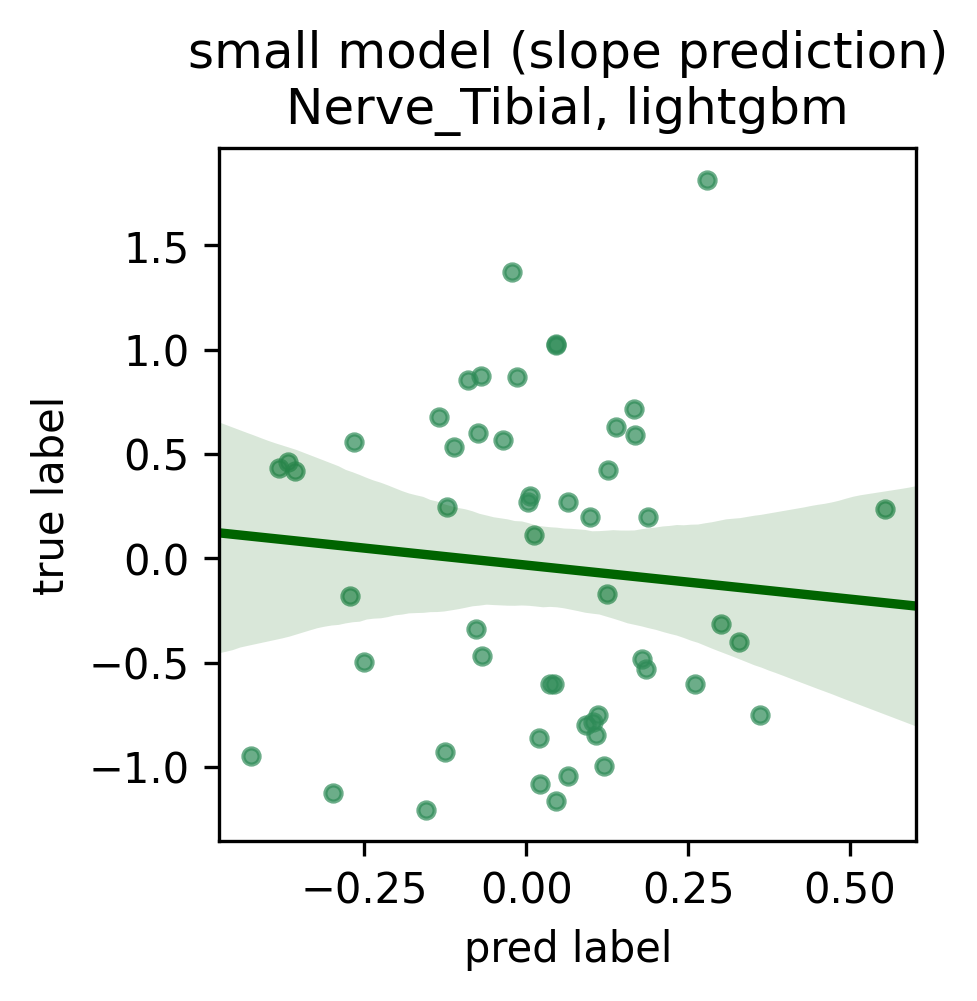 small model (slope prediction)
Nerve_Tibial, lightgbm
1.5
1.0
0.5
0.0
−0.5
−1.0
true label
−0.25
0.00
0.25
0.50
pred label